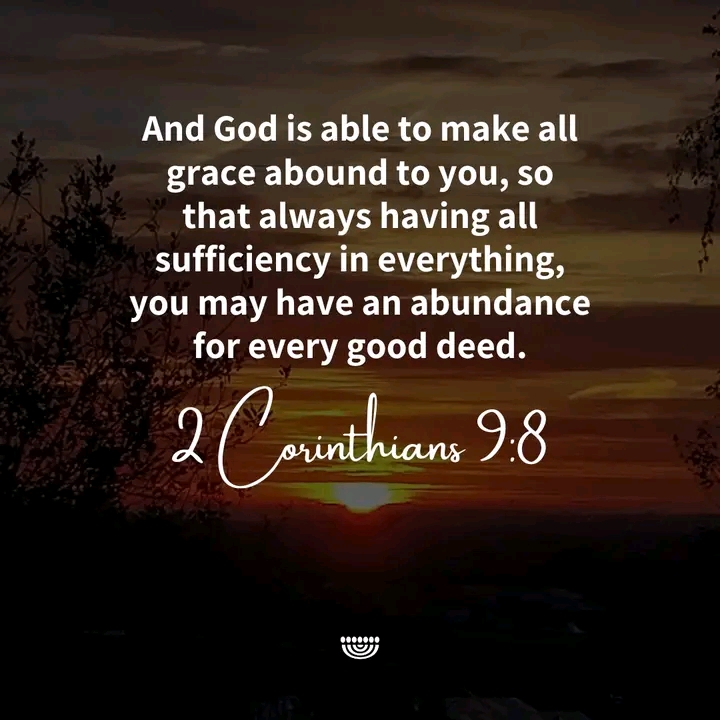 And God is able to make all
grace abound to you, so
that always having all
sufficiency in everything,
you may have an abundance
for every good deed.
2 Corinthians 9:8